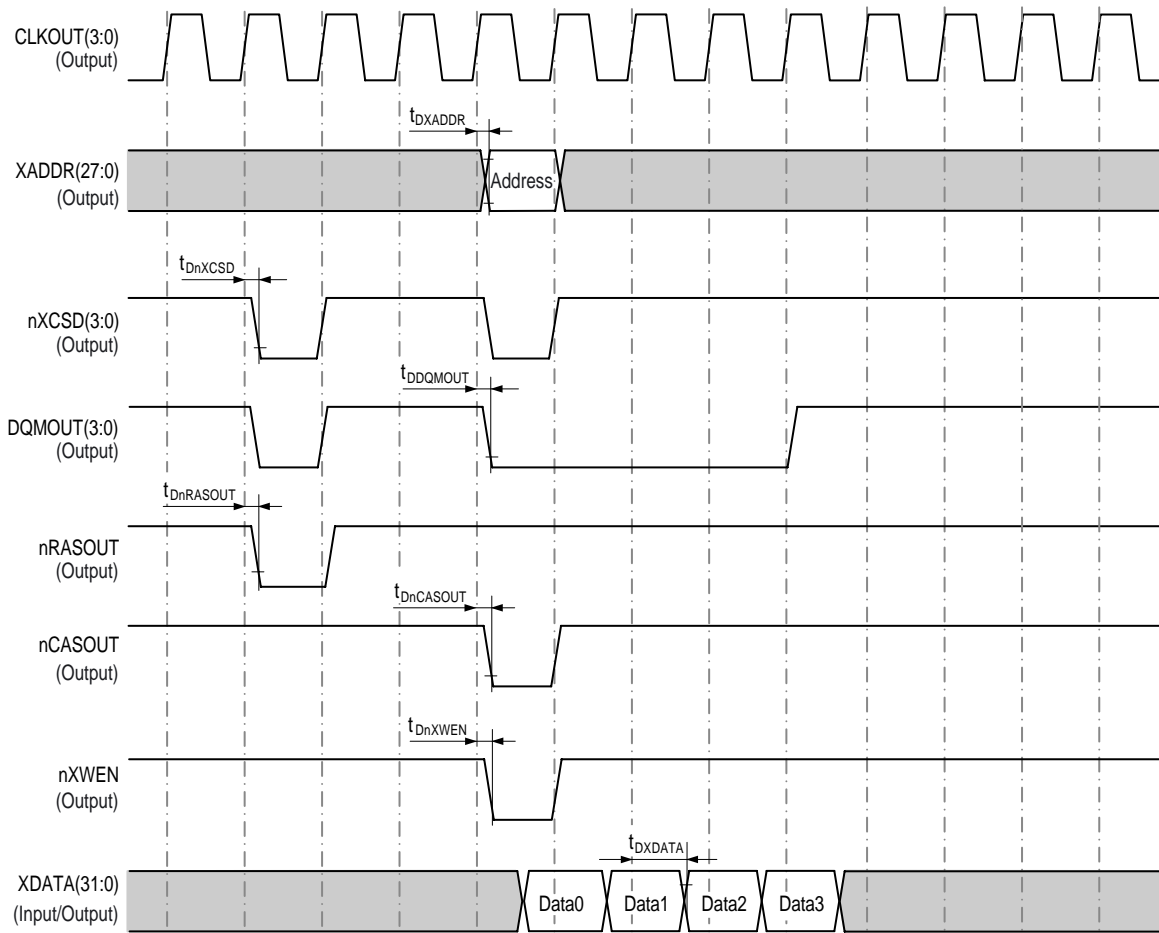 CLKOUT(3:0)
(Output)
tDXADDR
XADDR(27:0)
(Output)
Address
tDnXCSD
nXCSD(3:0)
(Output)
tDDQMOUT
DQMOUT(3:0)
(Output)
tDnRASOUT
nRASOUT
(Output)
tDnCASOUT
nCASOUT
(Output)
tDnXWEN
nXWEN
(Output)
tDXDATA
XDATA(31:0)
(Input/Output)
Data0 Data1 Data2 Data3